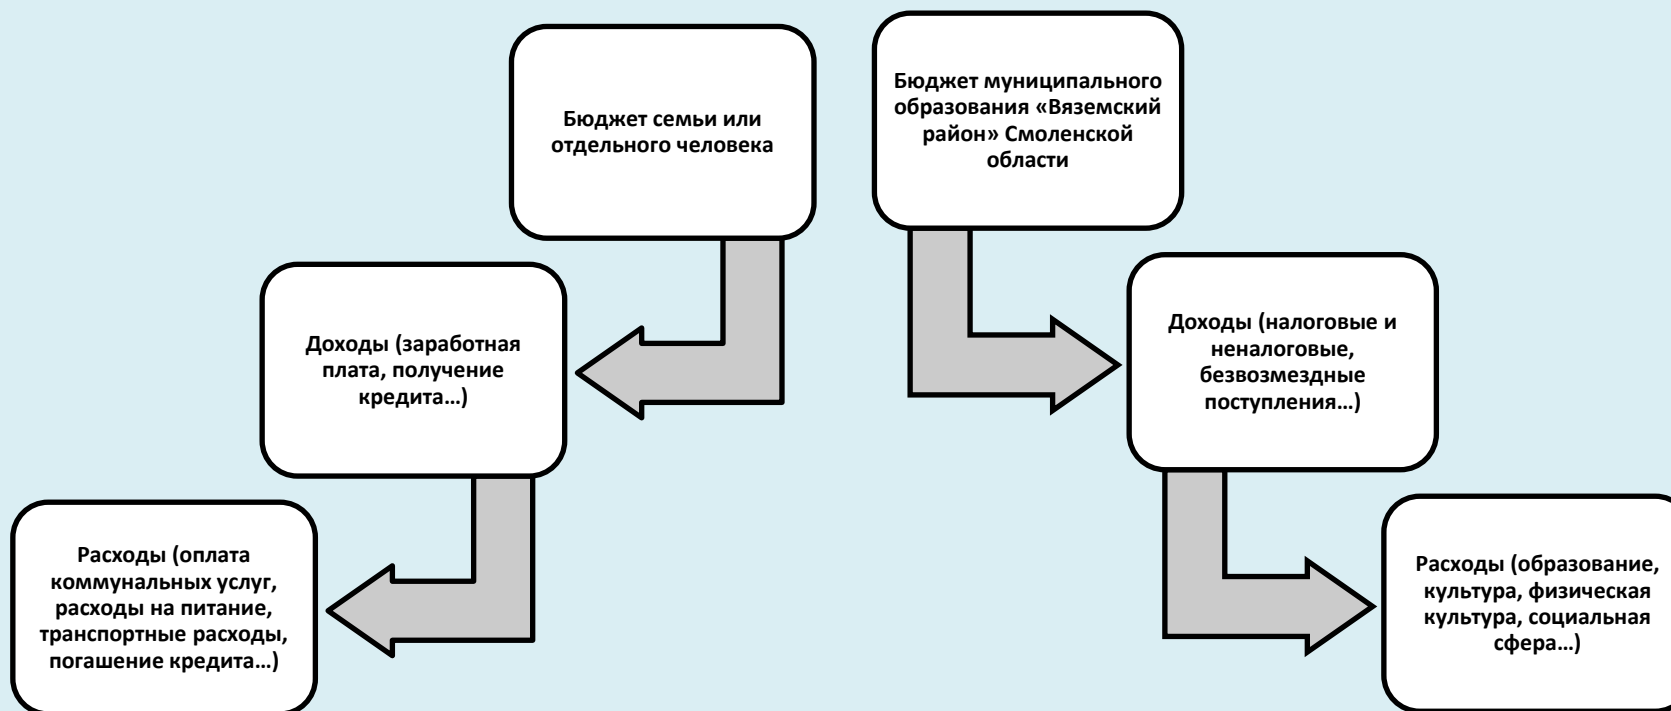 Бюджет семьи или
отдельного человека
Бюджет муниципального
образования «Вяземский
район» Смоленской
области
Доходы (заработная
плата, получение
кредита…)
Доходы (налоговые и
неналоговые,
безвозмездные
поступления…)
Расходы (оплата
коммунальных услуг,
расходы на питание,
транспортные расходы,
погашение кредита…)
Расходы (образование,
культура, физическая
культура, социальная
сфера…)